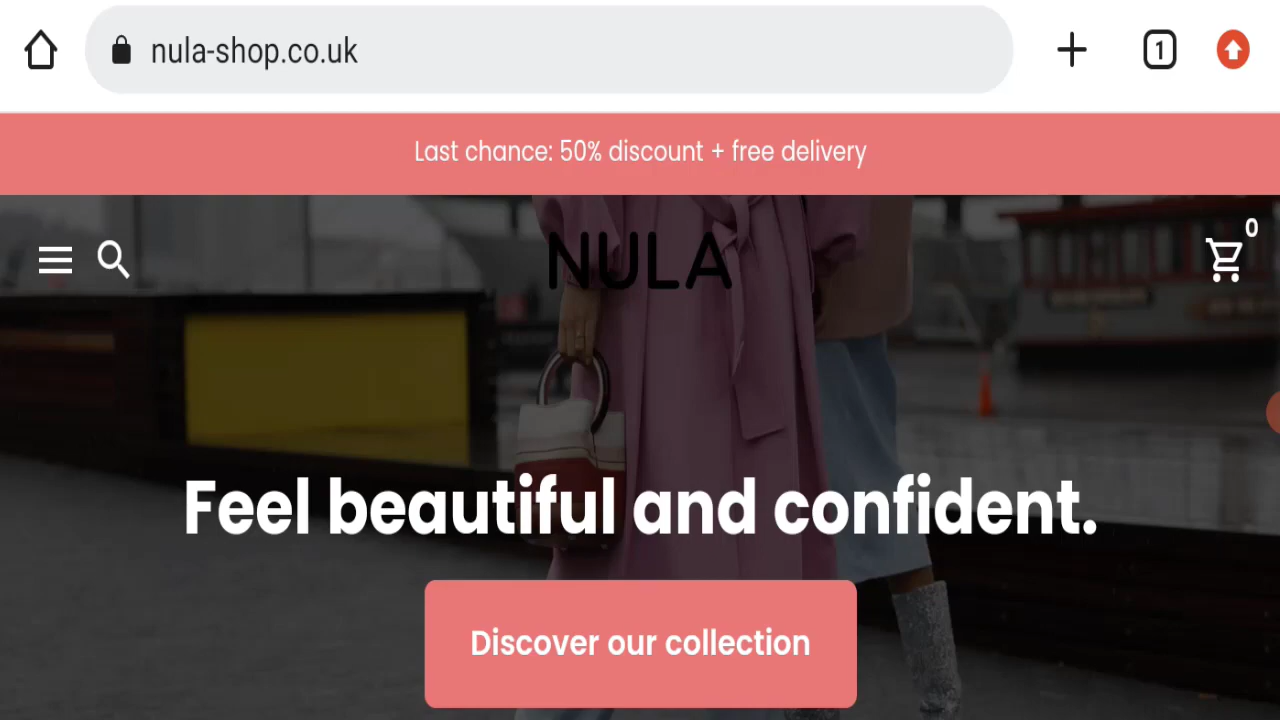 nula-shop.co.uk
1
Last chance: 50% discount + free delivery
NULA
0
Feel beautiful and confident.
Discover our collection